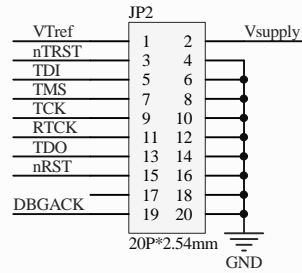 JP2
VTref 1 2 Vsupply
nTRST 3 4
TDI 5 6
TMS 7 8
TCK 9 10
RTCK 11 12
TDO 13 14
nRST 15 16
17 18
DBGACK 19 20
20P*2.54mm
GND